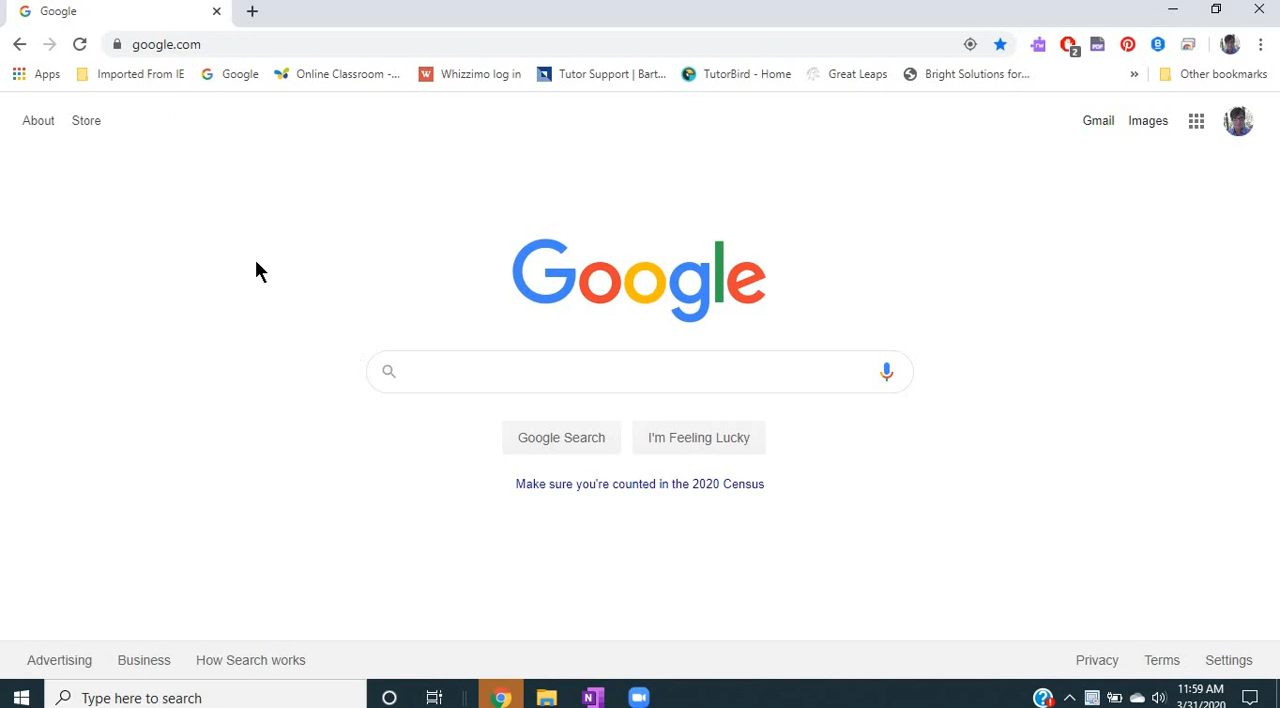 Google
google.com
Apps Imported From IE Google Online Classroom -... Whizzimo log in Tutor Support | Bart... TutorBird - Home Great Leaps Bright Solutions for... » Other bookmarks
About Store Gmail Images
Google
Google Search I'm Feeling Lucky
Make sure you're counted in the 2020 Census
Advertising Business How Search works Privacy Terms Settings
Type here to search
11:59 AM
3/31/2020